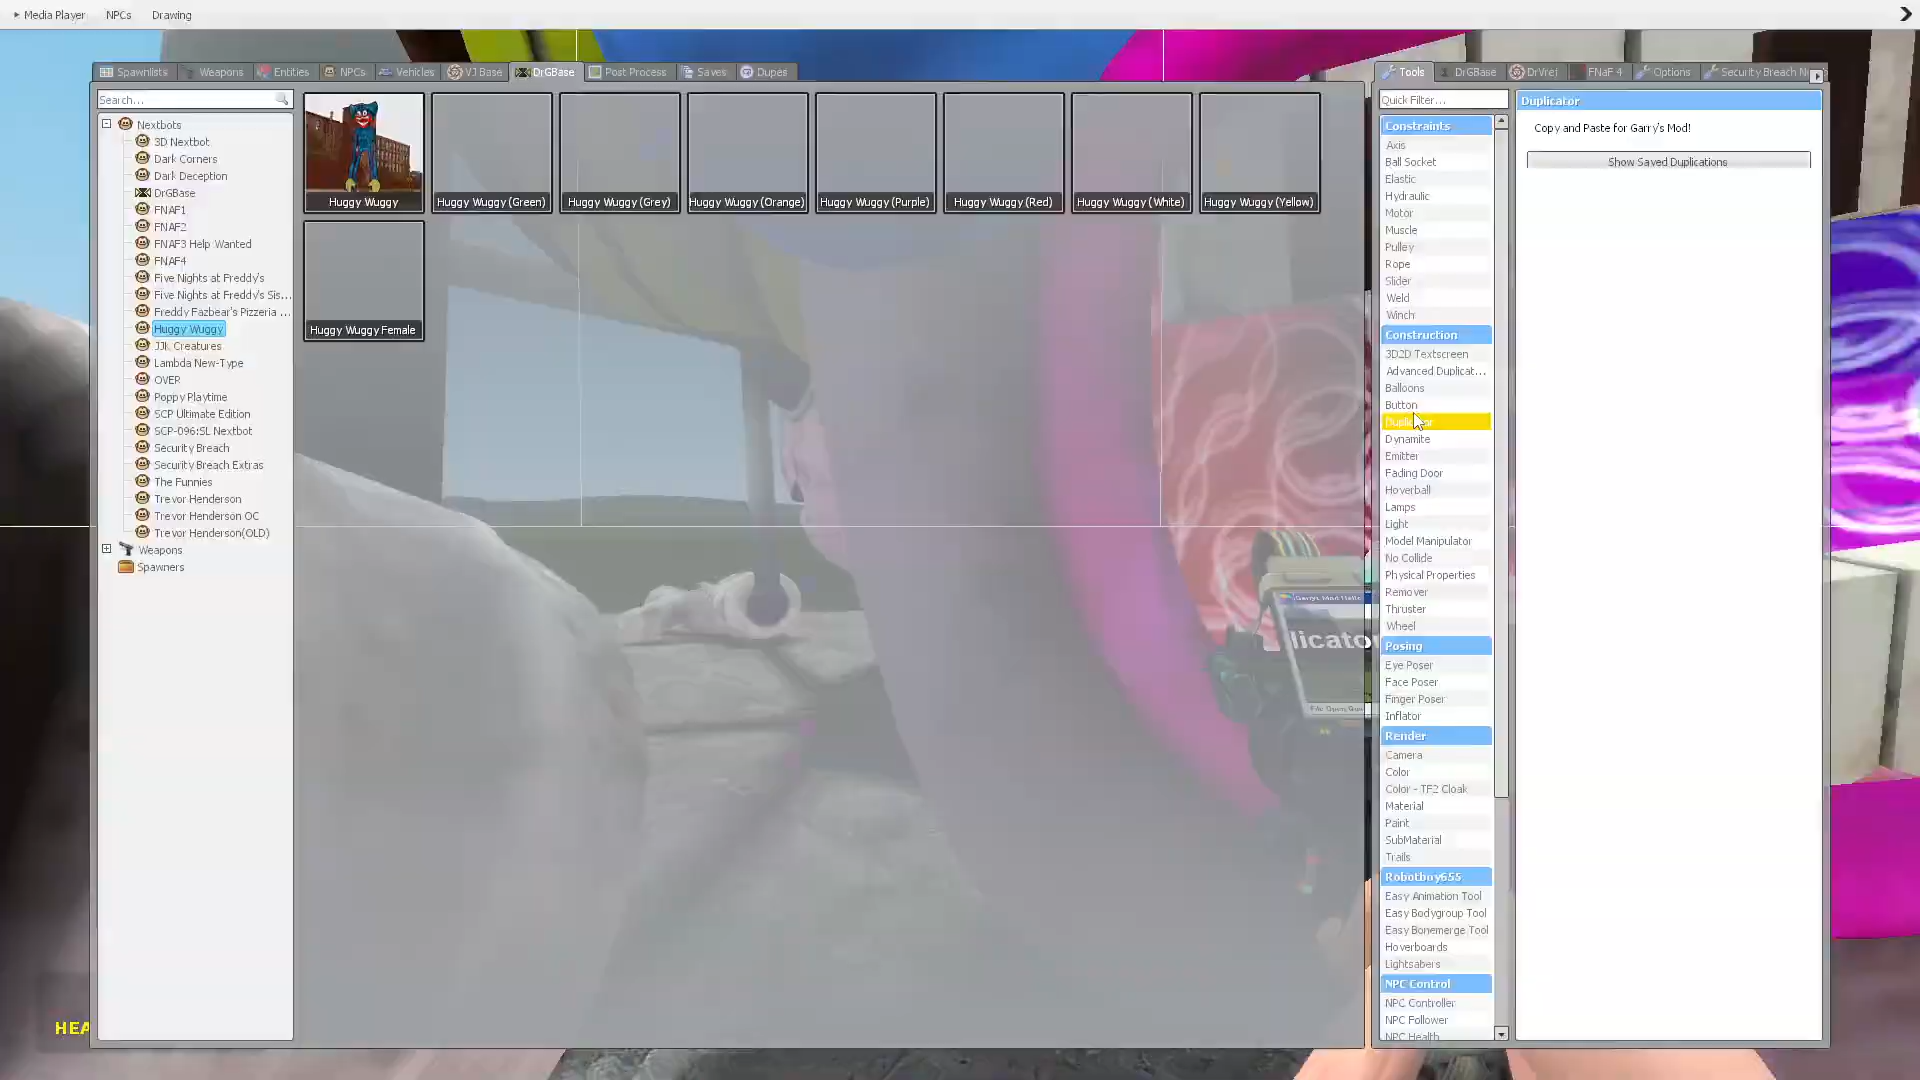 Media Player NPCs Drawing
Spawnlists Weapons Entities NPCs Vehicles VJ Base DrGBase Post Process Saves Dupes
Search...
Nextbots
3D Nextbot
Dark Corners
Dark Deception
DrGBase
FNAF1
FNAF2
FNAF3 Help Wanted
FNAF4
Five Nights at Freddy's
Five Nights at Freddy's Sis...
Freddy Fazbear's Pizzeria ...
Huggy Wuggy
JJK Creatures
Lambda New-Type
OVER
Poppy Playtime
SCP Ultimate Edition
SCP-096:SL Nextbot
Security Breach
Security Breach Extras
The Funnies
Trevor Henderson
Trevor Henderson OC
Trevor Henderson(OLD)
Weapons
Spawners
Huggy Wuggy
Huggy Wuggy (Green)
Huggy Wuggy (Grey)
Huggy Wuggy (Orange)
Huggy Wuggy (Purple)
Huggy Wuggy (Red)
Huggy Wuggy (White)
Huggy Wuggy (Yellow)
Huggy Wuggy Female
licato
HEA
Tools DrGBase DrVrej FNaF 4 Options Security Breach N
Quick Filter...
Constraints
Axis
Ball Socket
Elastic
Hydraulic
Motor
Muscle
Pulley
Rope
Slider
Weld
Winch
Construction
3D2D Textscreen
Advanced Duplicat...
Balloons
Button
Duplicator
Dynamite
Emitter
Fading Door
Hoverball
Lamps
Light
Model Manipulator
No Collide
Physical Properties
Remover
Thruster
Wheel
Posing
Eye Poser
Face Poser
Finger Poser
Inflator
Render
Camera
Color
Color - TF2 Cloak
Material
Paint
SubMaterial
Trails
Robotboy655
Easy Animation Tool
Easy Bodygroup Tool
Easy Bonemerge Tool
Hoverboards
Lightsabers
NPC Control
NPC Controller
NPC Follower
NPC Health
Duplicator
Copy and Paste for Garry's Mod!
Show Saved Duplications